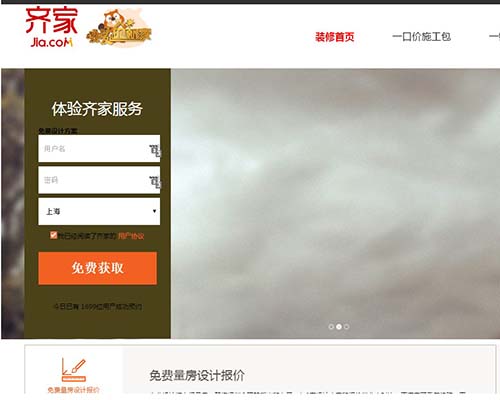 齐家
Jia.com
装修首页
一口价施工包
体验齐家服务
免费设计方案
用户名
密码
上海
我已经阅读了齐家的 用户协议
免费获取
今日已有 1699位用户成功预约
免费量房设计报价
免费量房设计报价